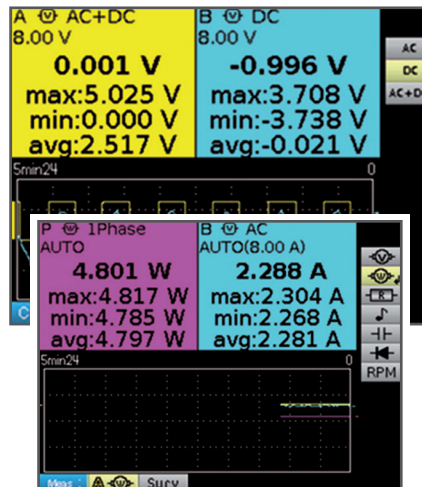 A V AC+DC
8.00 V
0.001 V
max:5.025 V
min:0.000 V
avg:2.517 V
B V DC
8.00 V
-0.996 V
max:3.708 V
min:-3.738 V
avg:-0.021 V
AC
DC
AC+D
5min24 0
P W 1Phase
AUTO
4.801 W
max:4.817 W
min:4.785 W
avg:4.797 W
B V AC
AUTO(8.00 A)
2.288 A
max:2.304 A
min:2.268 A
avg:2.281 A
V
W
R
RPM
5min24 0
Meas : A W Surv